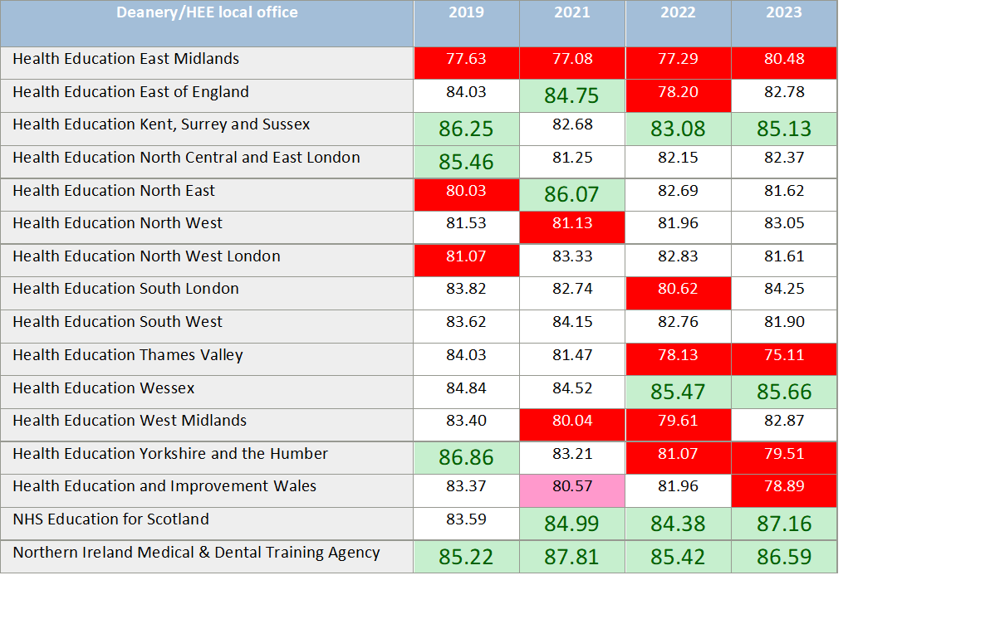 Deanery/HEE local office 2019 2021 2022 2023
Health Education East Midlands 77.63 77.08 77.29 80.48
Health Education East of England 84.03 84.75 78.20 82.78
Health Education Kent, Surrey and Sussex 86.25 82.68 83.08 85.13
Health Education North Central and East London 85.46 81.25 82.15 82.37
Health Education North East 80.03 86.07 82.69 81.62
Health Education North West 81.53 81.13 81.96 83.05
Health Education North West London 81.07 83.33 82.83 81.61
Health Education South London 83.82 82.74 80.62 84.25
Health Education South West 83.62 84.15 82.76 81.90
Health Education Thames Valley 84.03 81.47 78.13 75.11
Health Education Wessex 84.84 84.52 85.47 85.66
Health Education West Midlands 83.40 80.04 79.61 82.87
Health Education Yorkshire and the Humber 86.86 83.21 81.07 79.51
Health Education and Improvement Wales 83.37 80.57 81.96 78.89
NHS Education for Scotland 83.59 84.99 84.38 87.16
Northern Ireland Medical & Dental Training Agency 85.22 87.81 85.42 86.59